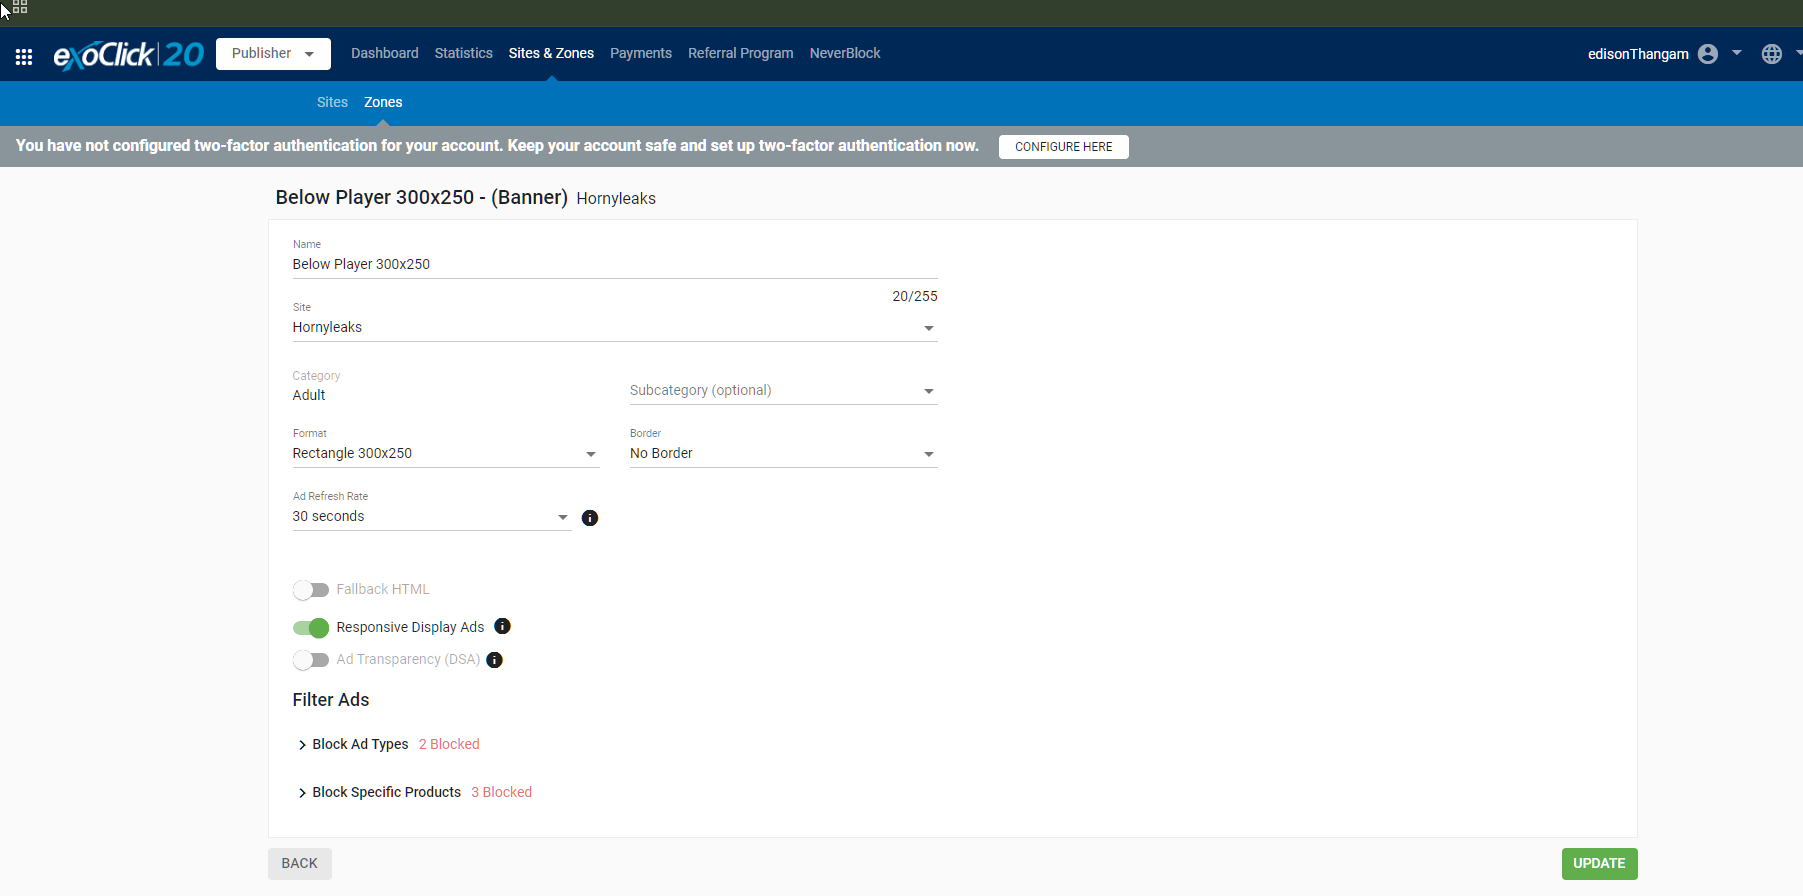 exoClick 20 Publisher Dashboard Statistics Sites & Zones Payments Referral Program NeverBlock edisonThangam
Sites Zones
You have not configured two-factor authentication for your account. Keep your account safe and set up two-factor authentication now. CONFIGURE HERE
Below Player 300x250 - (Banner) Hornyleaks
Name
Below Player 300x250
20/255
Site
Hornyleaks
Category
Adult
Subcategory (optional)
Format
Rectangle 300x250
Border
No Border
Ad Refresh Rate
30 seconds
Fallback HTML
Responsive Display Ads
Ad Transparency (DSA)
Filter Ads
Block Ad Types 2 Blocked
Block Specific Products 3 Blocked
BACK UPDATE